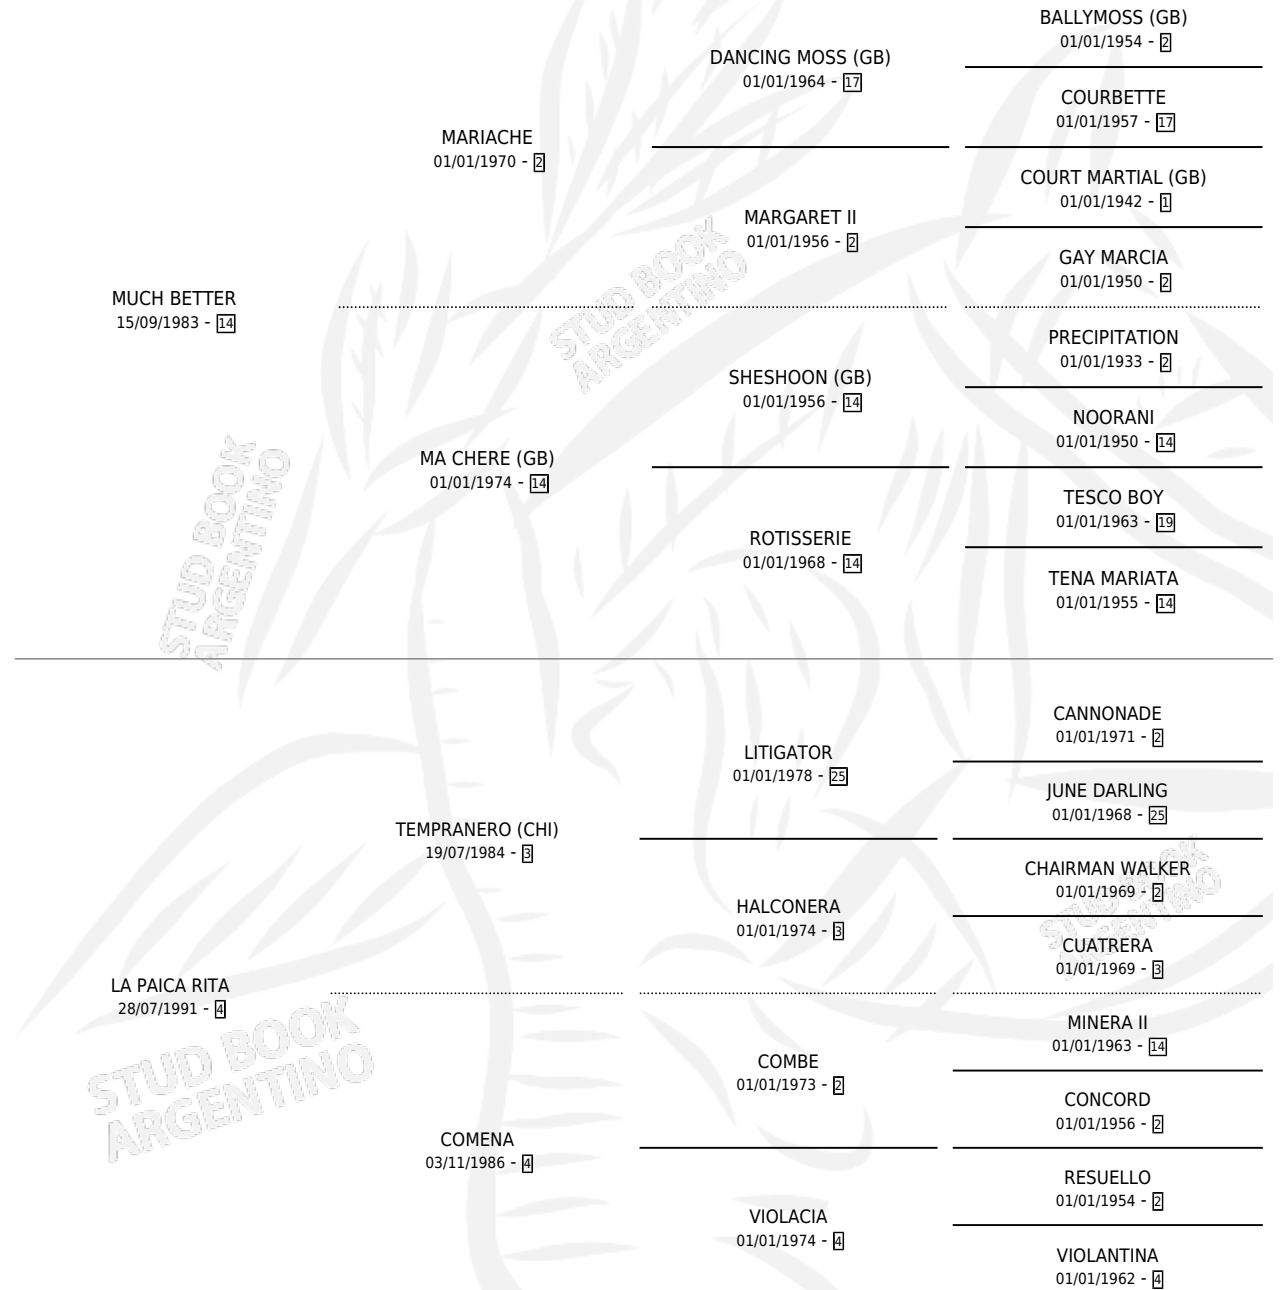 BALLYMOSS (GB)
01/01/1954 - 2
DANCING MOSS (GB)
01/01/1964 - 17
COURBETTE
01/01/1957 - 17
MARIACHE
01/01/1970 - 2
COURT MARTIAL (GB)
01/01/1942 - 1
MARGARET II
01/01/1956 - 2
GAY MARCIA
01/01/1950 - 2
MUCH BETTER
15/09/1983 - 14
PRECIPITATION
01/01/1933 - 2
SHESHOON (GB)
01/01/1956 - 14
NOORANI
01/01/1950 - 14
MA CHERE (GB)
01/01/1974 - 14
TESCO BOY
01/01/1963 - 19
ROTISSERIE
01/01/1968 - 14
TENA MARIATA
01/01/1955 - 14
CANNONADE
01/01/1971 - 2
LITIGATOR
01/01/1978 - 25
JUNE DARLING
01/01/1968 - 25
TEMPRANERO (CHI)
19/07/1984 - 3
CHAIRMAN WALKER
01/01/1969 - 2
HALCONERA
01/01/1974 - 3
CUATRERA
01/01/1969 - 3
LA PAICA RITA
28/07/1991 - 4
MINERA II
01/01/1963 - 14
COMBE
01/01/1973 - 2
CONCORD
01/01/1956 - 2
COMENA
03/11/1986 - 4
RESUELLO
01/01/1954 - 2
VIOLACIA
01/01/1974 - 4
VIOLANTINA
01/01/1962 - 4
STUD BOOK
ARGENTINO
STUD BOOK
ARGENTINO
STUD BOOK
ARGENTINO
STUD BOOK
ARGENTINO